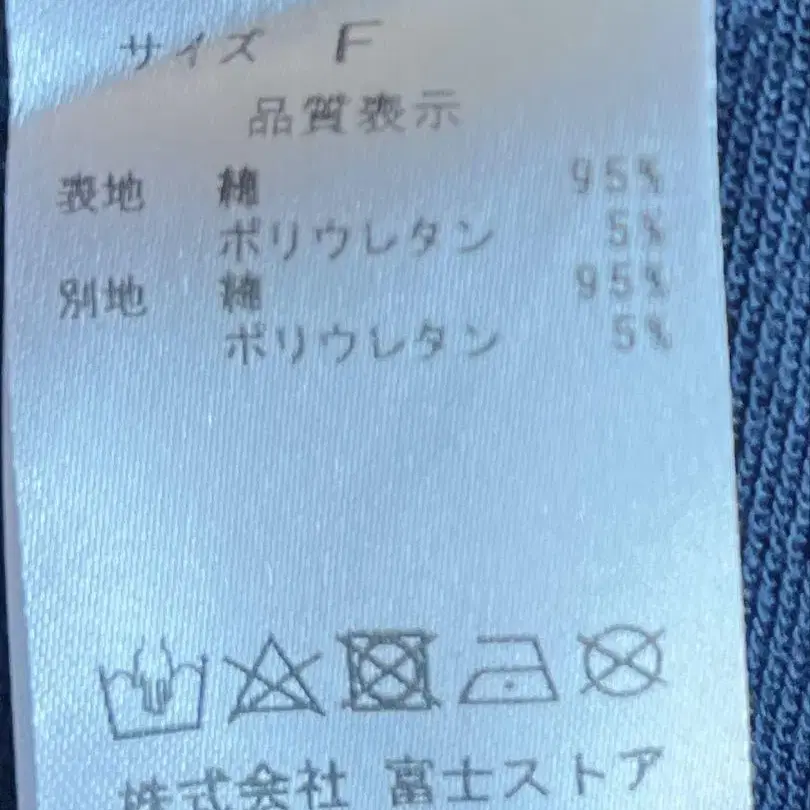 サイズ F
品質表示
表地 綿 95%
ポリウレタン 5%
別地 綿 95%
ポリウレタン 5%
株式会社 富士ストア